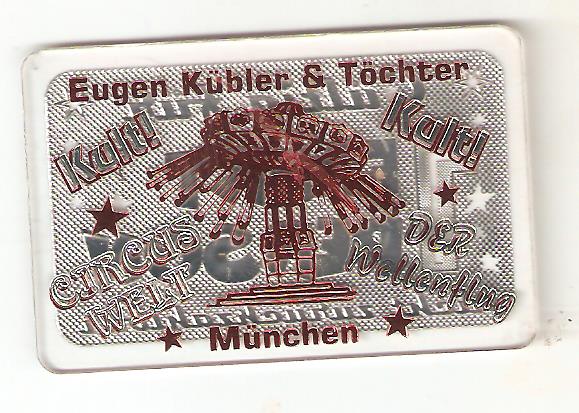 Eugen Kübler & Töchter
Kult!
Kult!
CIRCUS
WELT
DER
Wellenflug
München